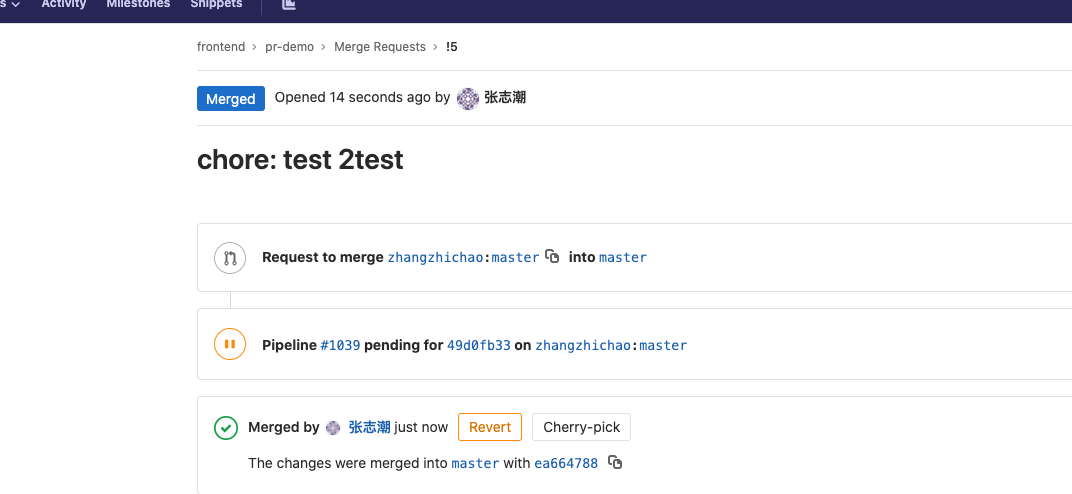 s Activity Milestones Snippets
frontend › pr-demo › Merge Requests › !5
Merged Opened 14 seconds ago by 张志潮
chore: test 2test
Request to merge zhangzhichao:master into master
Pipeline #1039 pending for 49d0fb33 on zhangzhichao:master
Merged by 张志潮 just now Revert Cherry-pick
The changes were merged into master with ea664788